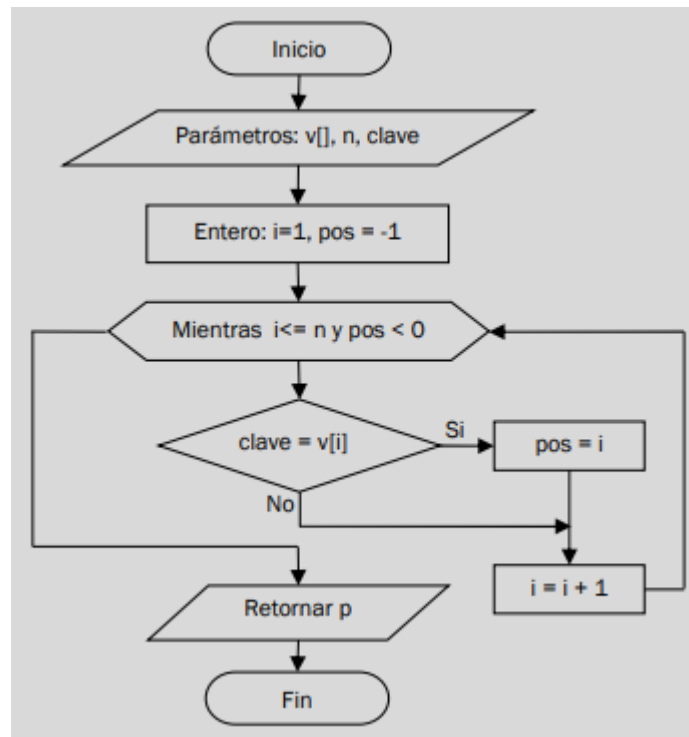 Inicio
Parámetros: v[], n, clave
Entero: i=1, pos = -1
Mientras i<= n y pos < 0
clave = v[i]
Si
pos = i
No
i = i + 1
Retornar p
Fin